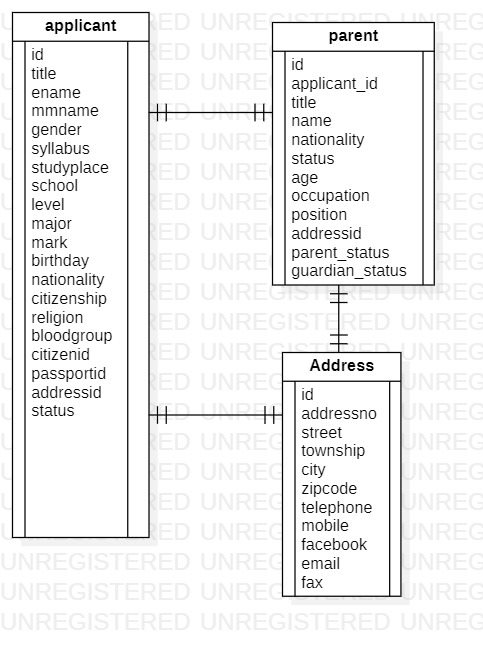 applicant
id
title
ename
mmname
gender
syllabus
studyplace
school
level
major
mark
birthday
nationality
citizenship
religion
bloodgroup
citizenid
passportid
addressid
status
parent
id
applicant_id
title
name
nationality
status
age
occupation
position
addressid
parent_status
guardian_status
Address
id
addressno
street
township
city
zipcode
telephone
mobile
facebook
email
fax
UNREGISTERED UNREGISTERED UNREG